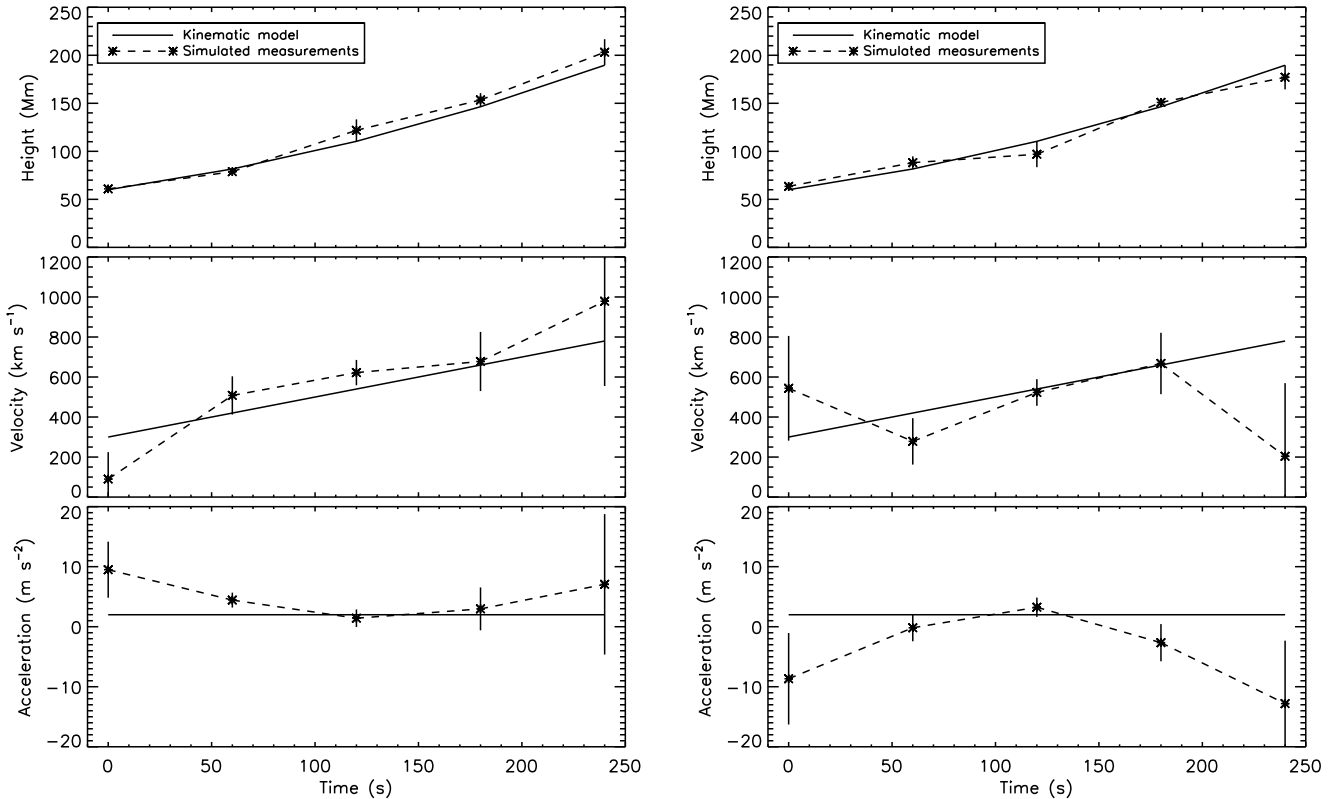 250
200
150
100
50
0
Height (Mm)
Kinematic model
Simulated measurements
1200
1000
800
600
400
200
0
Velocity (km s⁻¹)
20
10
0
−10
−20
Acceleration (m s⁻²)
0 50 100 150 200 250
Time (s)
250
200
150
100
50
0
Height (Mm)
Kinematic model
Simulated measurements
1200
1000
800
600
400
200
0
Velocity (km s⁻¹)
20
10
0
−10
−20
Acceleration (m s⁻²)
0 50 100 150 200 250
Time (s)